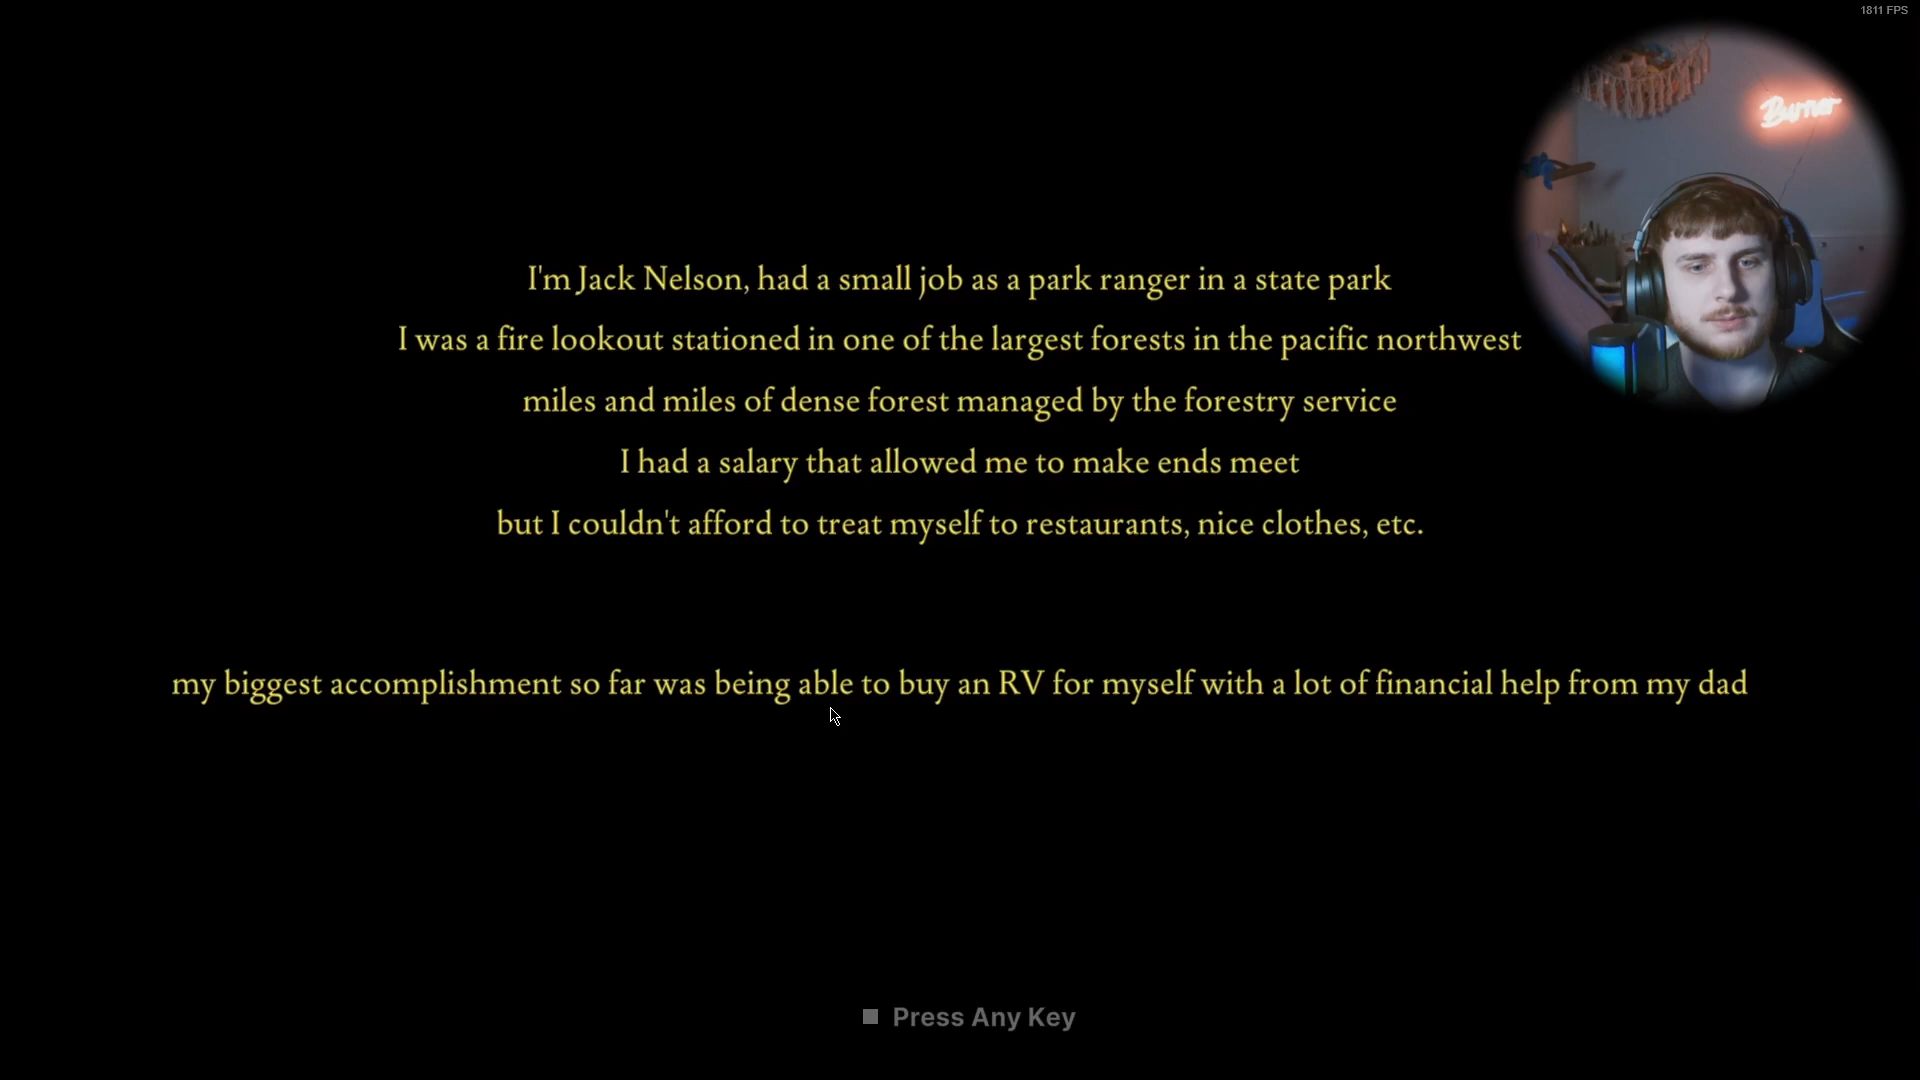 1811 FPS
Burner
I'm Jack Nelson, had a small job as a park ranger in a state park
I was a fire lookout stationed in one of the largest forests in the pacific northwest
miles and miles of dense forest managed by the forestry service
I had a salary that allowed me to make ends meet
but I couldn't afford to treat myself to restaurants, nice clothes, etc.
my biggest accomplishment so far was being able to buy an RV for myself with a lot of financial help from my dad
Press Any Key